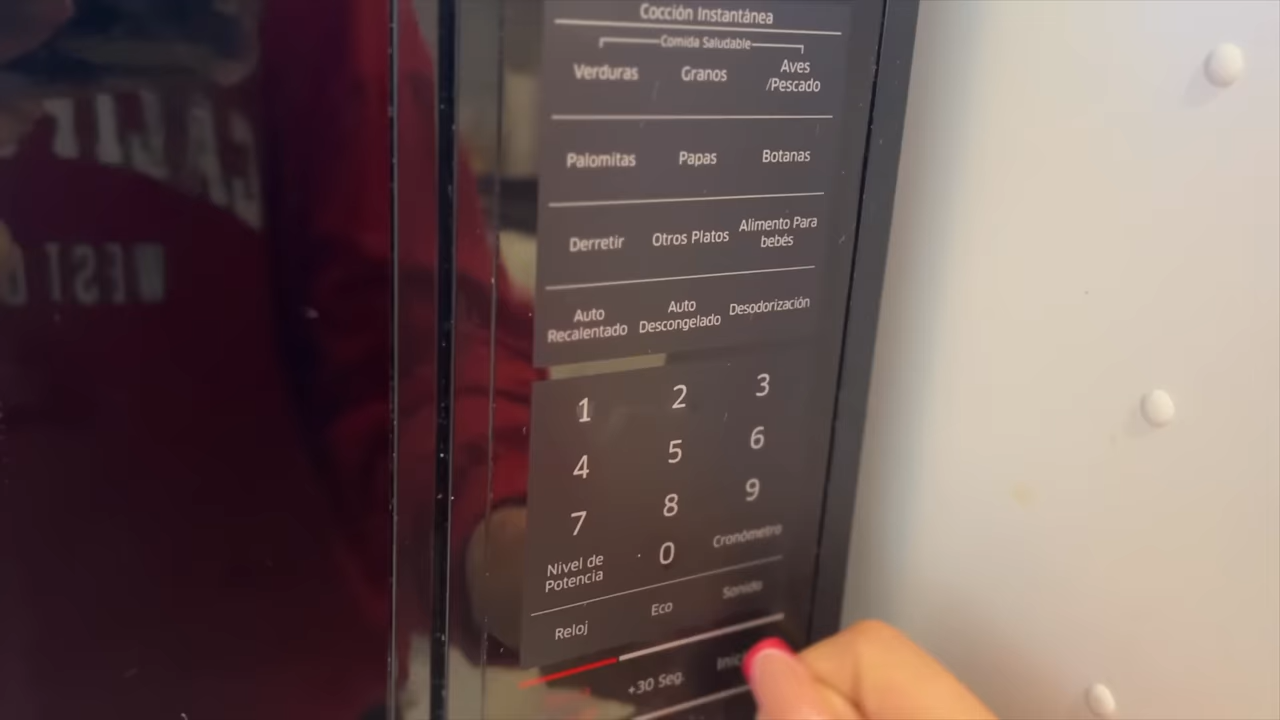 Cocción Instantánea
Comida Saludable
Verduras Granos Aves /Pescado
Palomitas Papas Botanas
Derretir Otros Platos Alimento Para bebés
Auto Recalentado Auto Descongelado Desodorización
1 2 3
4 5 6
7 8 9
Nivel de Potencia 0 Cronómetro
Reloj Eco Sonido
+30 Seg.
WEST